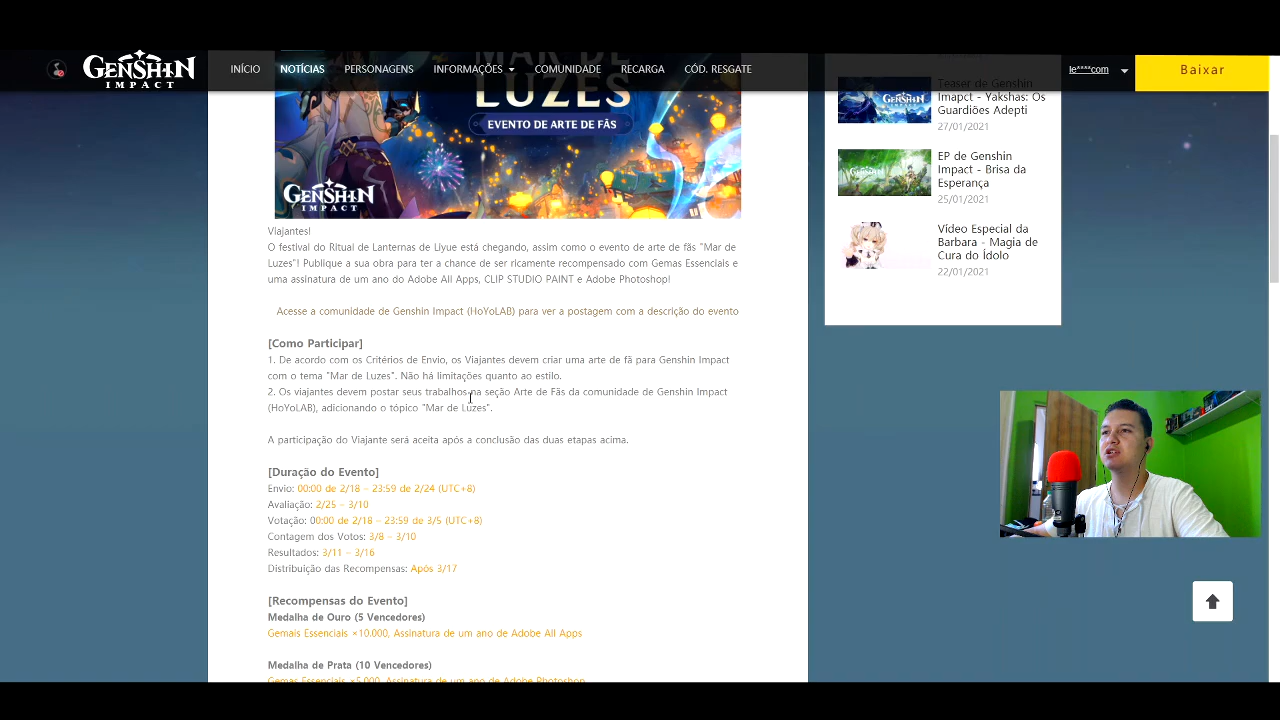 GENSHIN
IMPACT
INÍCIO
NOTÍCIAS
PERSONAGENS
INFORMAÇÕES
COMUNIDADE
RECARGA
CÓD. RESGATE
le****com
Baixar
MAR DE
LUZES
EVENTO DE ARTE DE FÃS
GENSHIN
IMPACT
Viajantes!
O festival do Ritual de Lanternas de Liyue está chegando, assim como o evento de arte de fãs "Mar de
Luzes"! Publique a sua obra para ter a chance de ser ricamente recompensado com Gemas Essenciais e
uma assinatura de um ano do Adobe All Apps, CLIP STUDIO PAINT e Adobe Photoshop!
Acesse a comunidade de Genshin Impact (HoYoLAB) para ver a postagem com a descrição do evento
[Como Participar]
1. De acordo com os Critérios de Envio, os Viajantes devem criar uma arte de fã para Genshin Impact
com o tema "Mar de Luzes". Não há limitações quanto ao estilo.
2. Os viajantes devem postar seus trabalhos na seção Arte de Fãs da comunidade de Genshin Impact
(HoYoLAB), adicionando o tópico "Mar de Luzes".
A participação do Viajante será aceita após a conclusão das duas etapas acima.
[Duração do Evento]
Envio: 00:00 de 2/18 – 23:59 de 2/24 (UTC+8)
Avaliação: 2/25 – 3/10
Votação: 00:00 de 2/18 – 23:59 de 3/5 (UTC+8)
Contagem dos Votos: 3/8 – 3/10
Resultados: 3/11 – 3/16
Distribuição das Recompensas: Após 3/17
[Recompensas do Evento]
Medalha de Ouro (5 Vencedores)
Gemais Essenciais ×10.000, Assinatura de um ano de Adobe All Apps
Medalha de Prata (10 Vencedores)
Gemas Essenciais ×5.000, Assinatura de um ano de Adobe Photoshop
Teaser de Genshin
Imapct - Yakshas: Os
Guardiões Adepti
27/01/2021
EP de Genshin
Impact - Brisa da
Esperança
25/01/2021
Vídeo Especial da
Barbara - Magia de
Cura do Ídolo
22/01/2021